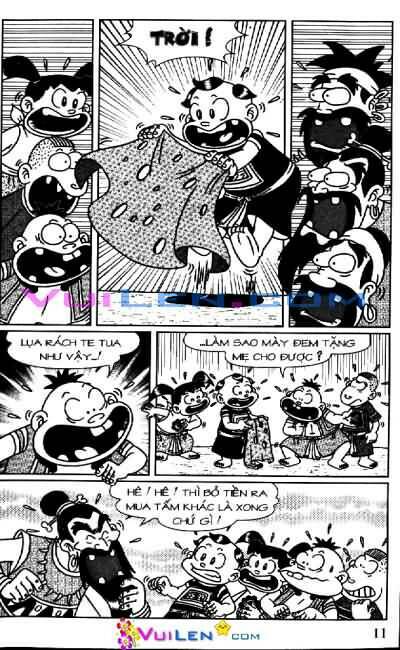 TRỜI !
VUILEN.COM
LỤA RÁCH TE TUA
NHƯ VẬY..!
..LÀM SAO MÀY ĐEM TẶNG
MẸ CHO ĐƯỢC ?
HÊ ! HÊ ! THÌ BỎ TIỀN RA
MUA TẤM KHÁC LÀ XONG
CHỨ GÌ !
11
VUILEN.COM